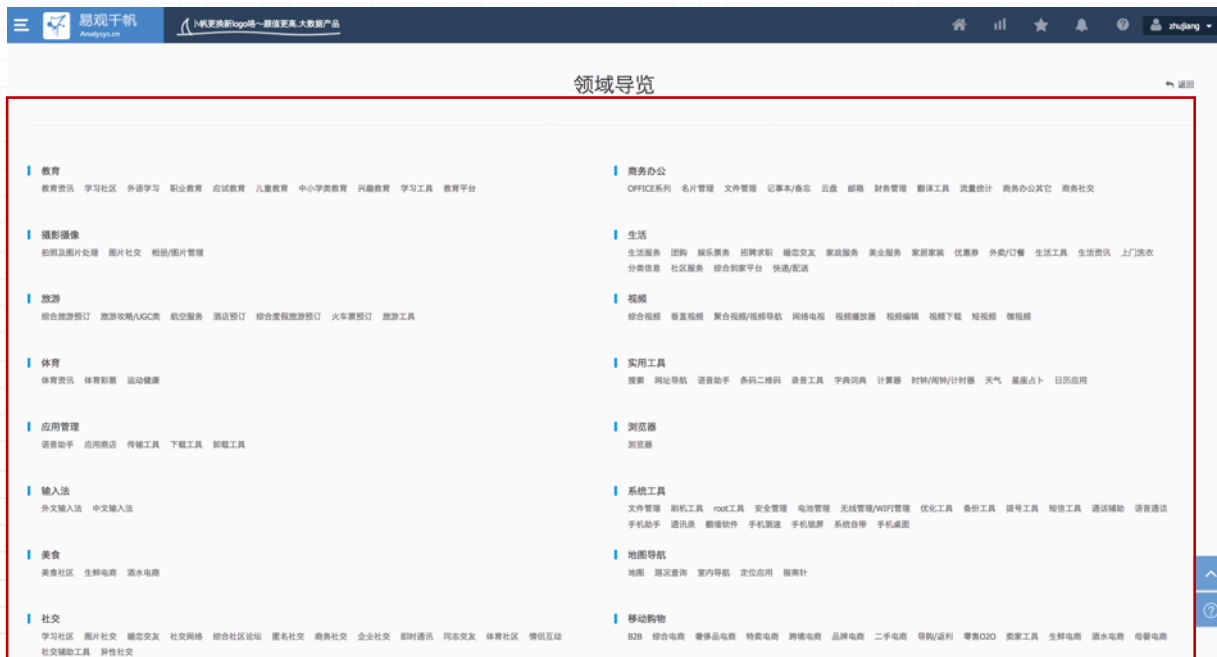 易观千帆
Analysys.cn
卜帆更换新logo咯～颜值更高.大数据产品
zhujiang
领域导览
返回
教育
教育资讯 学习社区 外语学习 职业教育 应试教育 儿童教育 中小学类教育 兴趣教育 学习工具 教育平台
商务办公
OFFICE系列 名片管理 文件管理 记事本/备忘 云盘 邮箱 财务管理 翻译工具 流量统计 商务办公其它 商务社交
摄影摄像
拍照及图片处理 图片社交 相册/图片管理
生活
生活服务 团购 娱乐票务 招聘求职 婚恋交友 家政服务 美业服务 家居家装 优惠券 外卖/订餐 生活工具 生活资讯 上门洗衣
分类信息 社区服务 综合到家平台 快递/配送
旅游
综合旅游预订 旅游攻略/UGC类 航空服务 酒店预订 综合度假旅游预订 火车票预订 旅游工具
视频
综合视频 垂直视频 聚合视频/视频导航 网络电视 视频播放器 视频编辑 视频下载 短视频 微视频
体育
体育资讯 体育彩票 运动健康
实用工具
搜索 网址导航 语音助手 条码二维码 录音工具 字典词典 计算器 时钟/闹钟/计时器 天气 星座占卜 日历应用
应用管理
语音助手 应用商店 传输工具 下载工具 卸载工具
浏览器
浏览器
输入法
外文输入法 中文输入法
系统工具
文件管理 刷机工具 root工具 安全管理 电池管理 无线管理/WIFI管理 优化工具 备份工具 拨号工具 短信工具 通话辅助 语音通话
手机助手 通讯录 翻墙软件 手机测速 手机锁屏 系统自带 手机桌面
美食
美食社区 生鲜电商 酒水电商
地图导航
地图 路况查询 室内导航 定位应用 指南针
社交
学习社区 图片社交 婚恋交友 社交网络 综合社区论坛 匿名社交 商务社交 企业社交 即时通讯 同志交友 体育社区 情侣互动
社交辅助工具 异性社交
移动购物
B2B 综合电商 奢侈品电商 特卖电商 跨境电商 品牌电商 二手电商 导购/返利 零售O2O 卖家工具 生鲜电商 酒水电商 母婴电商